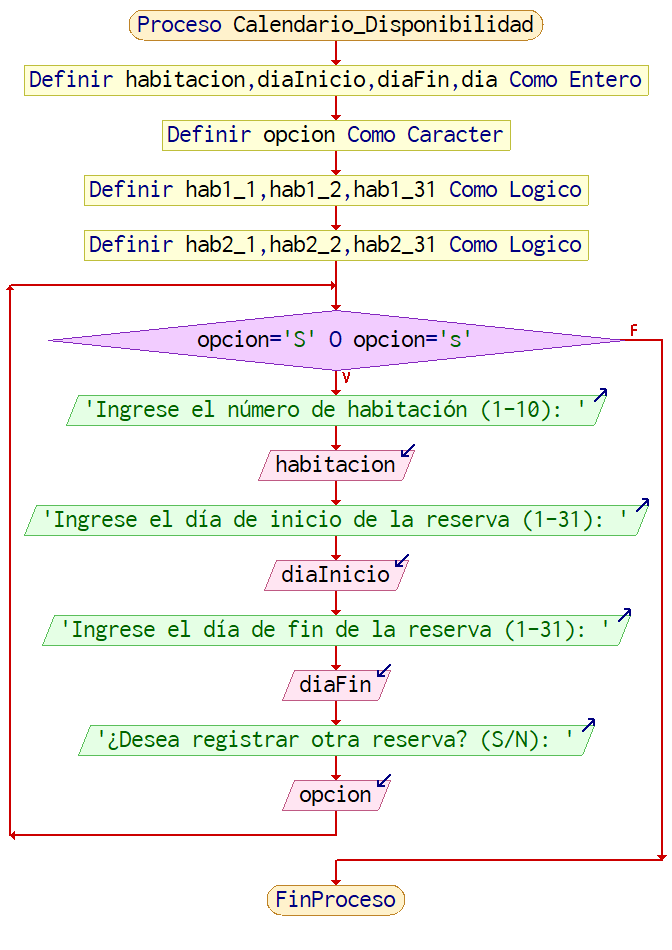 Proceso Calendario_Disponibilidad
Definir habitacion,diaInicio,diaFin,dia Como Entero
Definir opcion Como Caracter
Definir hab1_1,hab1_2,hab1_31 Como Logico
Definir hab2_1,hab2_2,hab2_31 Como Logico
opcion='S' O opcion='s'
F
V
'Ingrese el número de habitación (1-10): '
habitacion
'Ingrese el día de inicio de la reserva (1-31): '
diaInicio
'Ingrese el día de fin de la reserva (1-31): '
diaFin
'¿Desea registrar otra reserva? (S/N): '
opcion
FinProceso